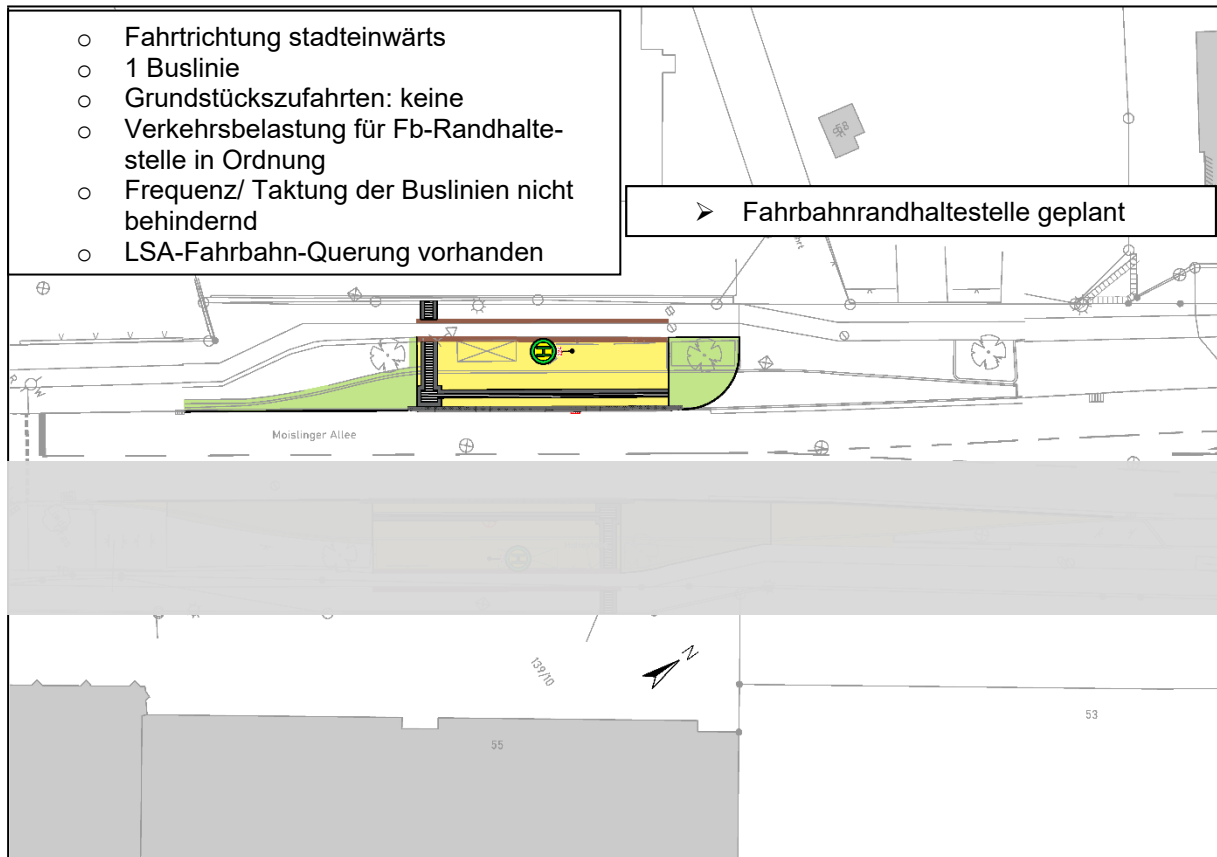 o Fahrtrichtung stadteinwärts
o 1 Buslinie
o Grundstückszufahrten: keine
o Verkehrsbelastung für Fb-Randhalte-
stelle in Ordnung
o Frequenz/ Taktung der Buslinien nicht
behindernd
o LSA-Fahrbahn-Querung vorhanden
➢ Fahrbahnrandhaltestelle geplant
H
Moislinger Allee
N
139/10
53
55